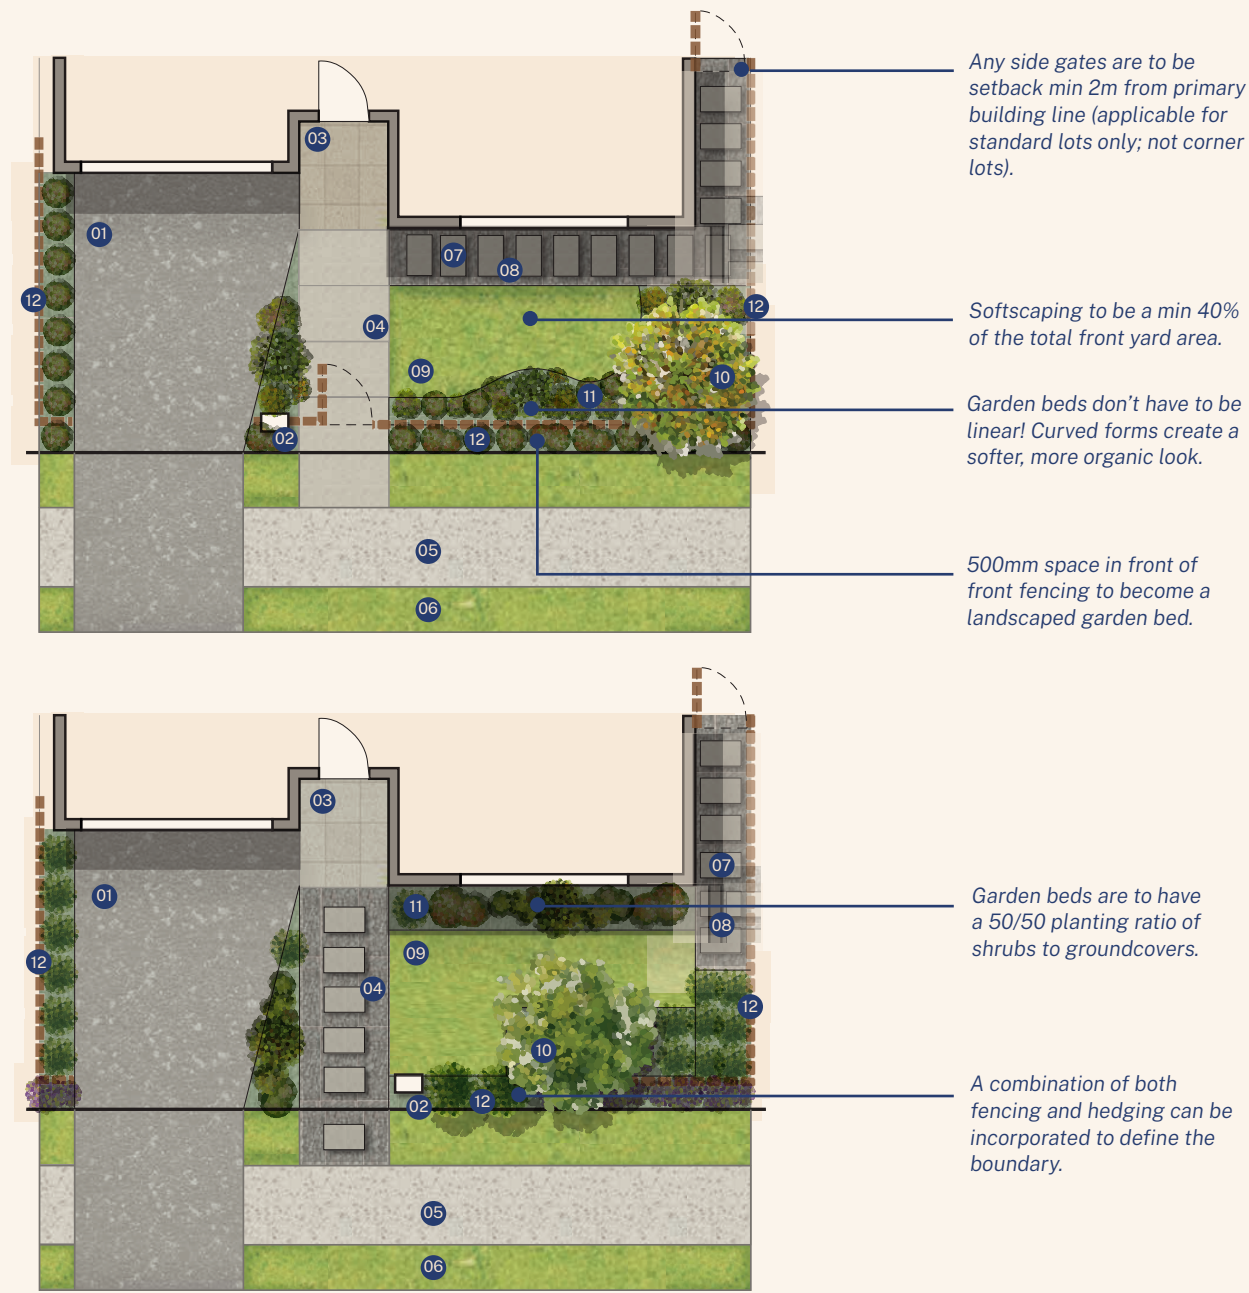 Any side gates are to be
setback min 2m from primary
building line (applicable for
standard lots only; not corner
lots).
03
01
07
08
12
12
04
Softscaping to be a min 40%
of the total front yard area.
09
10
11
Garden beds don’t have to be
linear! Curved forms create a
softer, more organic look.
02
12
05
500mm space in front of
front fencing to become a
landscaped garden bed.
06
03
07
01
11
Garden beds are to have
a 50/50 planting ratio of
shrubs to groundcovers.
08
09
12
04
12
10
02
12
A combination of both
fencing and hedging can be
incorporated to define the
boundary.
05
06